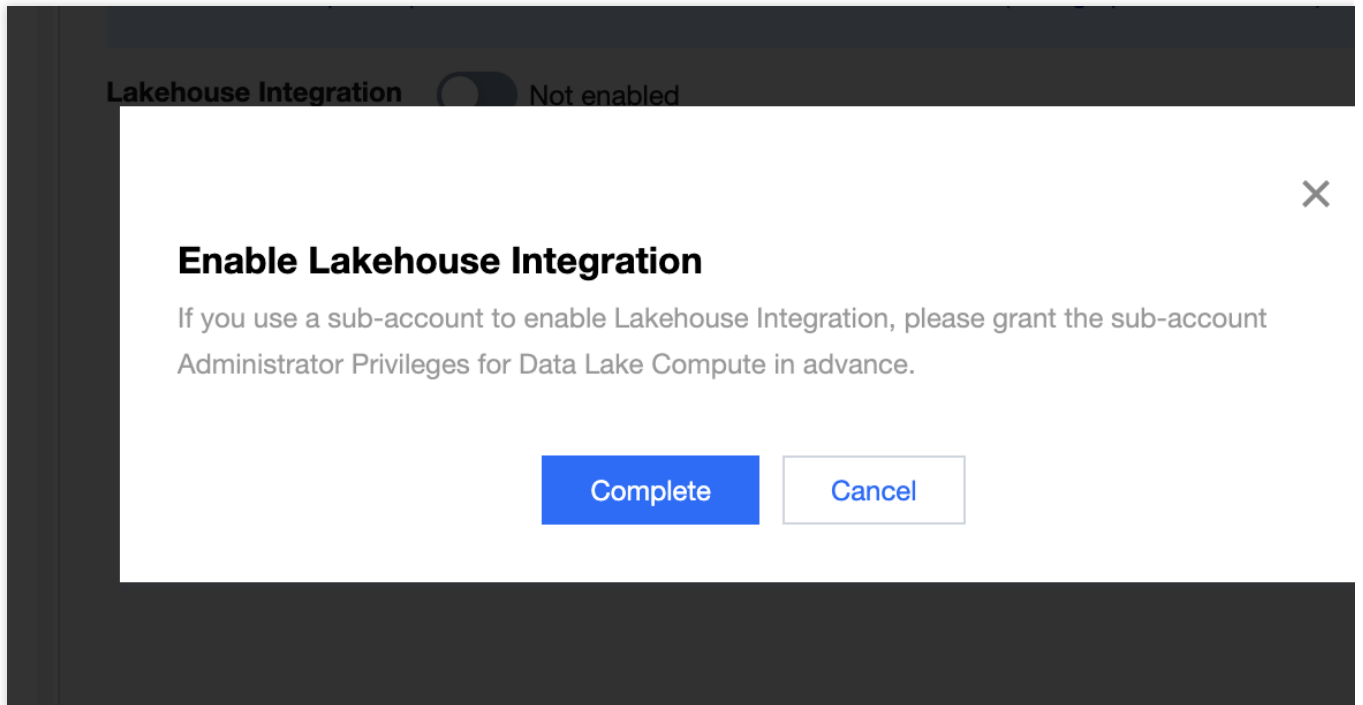 Lakehouse Integration Not enabled
Enable Lakehouse Integration
If you use a sub-account to enable Lakehouse Integration, please grant the sub-account
Administrator Privileges for Data Lake Compute in advance.
Complete Cancel